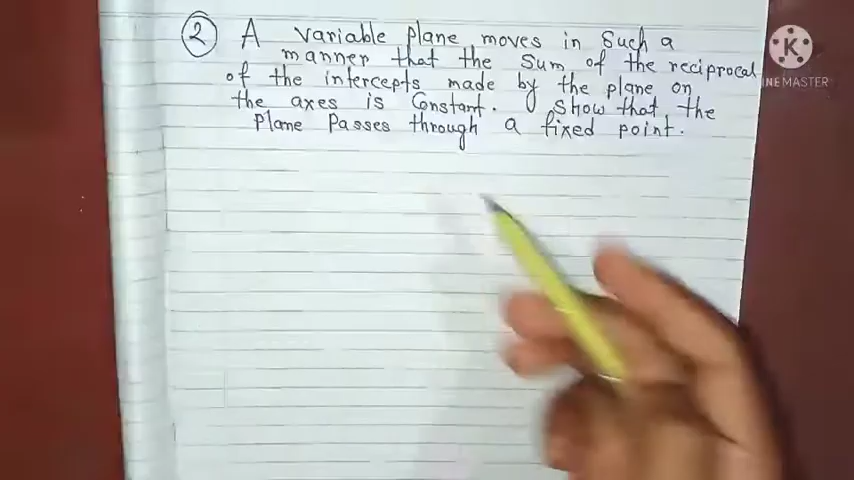 ② A variable plane moves in Such a
manner that the Sum of the reciprocal
of the intercepts made by the plane on
the axes is Constant. Show that the
Plane Passes through a fixed point.
K
INEMASTER